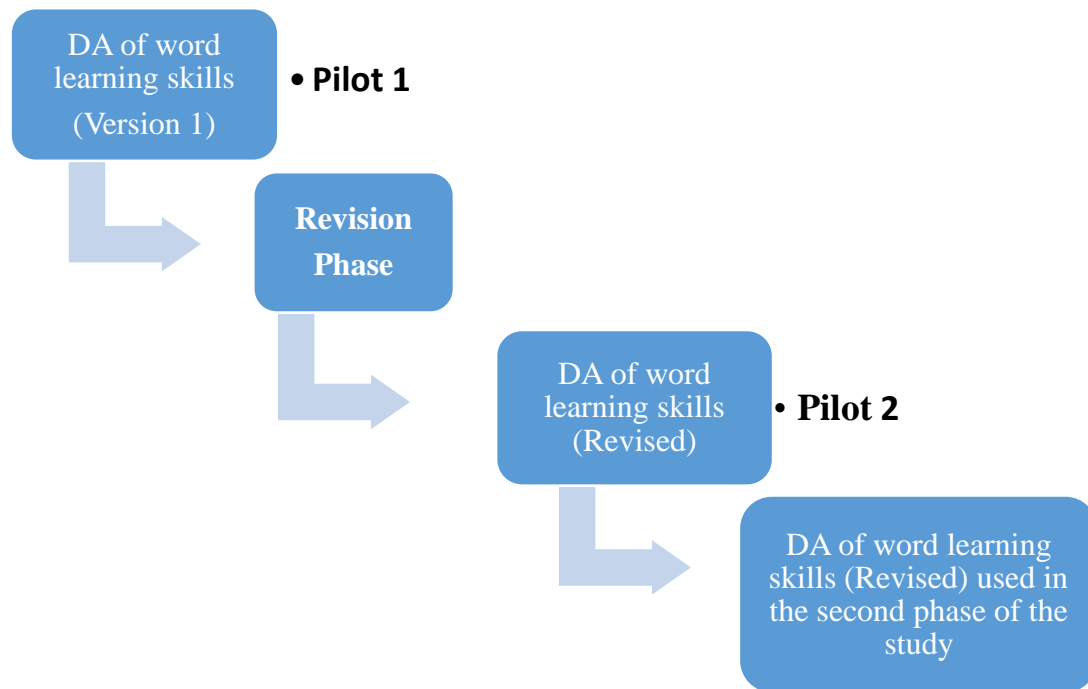 DA of word
learning skills
(Version 1)
• Pilot 1
Revision
Phase
DA of word
learning skills
(Revised)
• Pilot 2
DA of word learning
skills (Revised) used in
the second phase of the
study